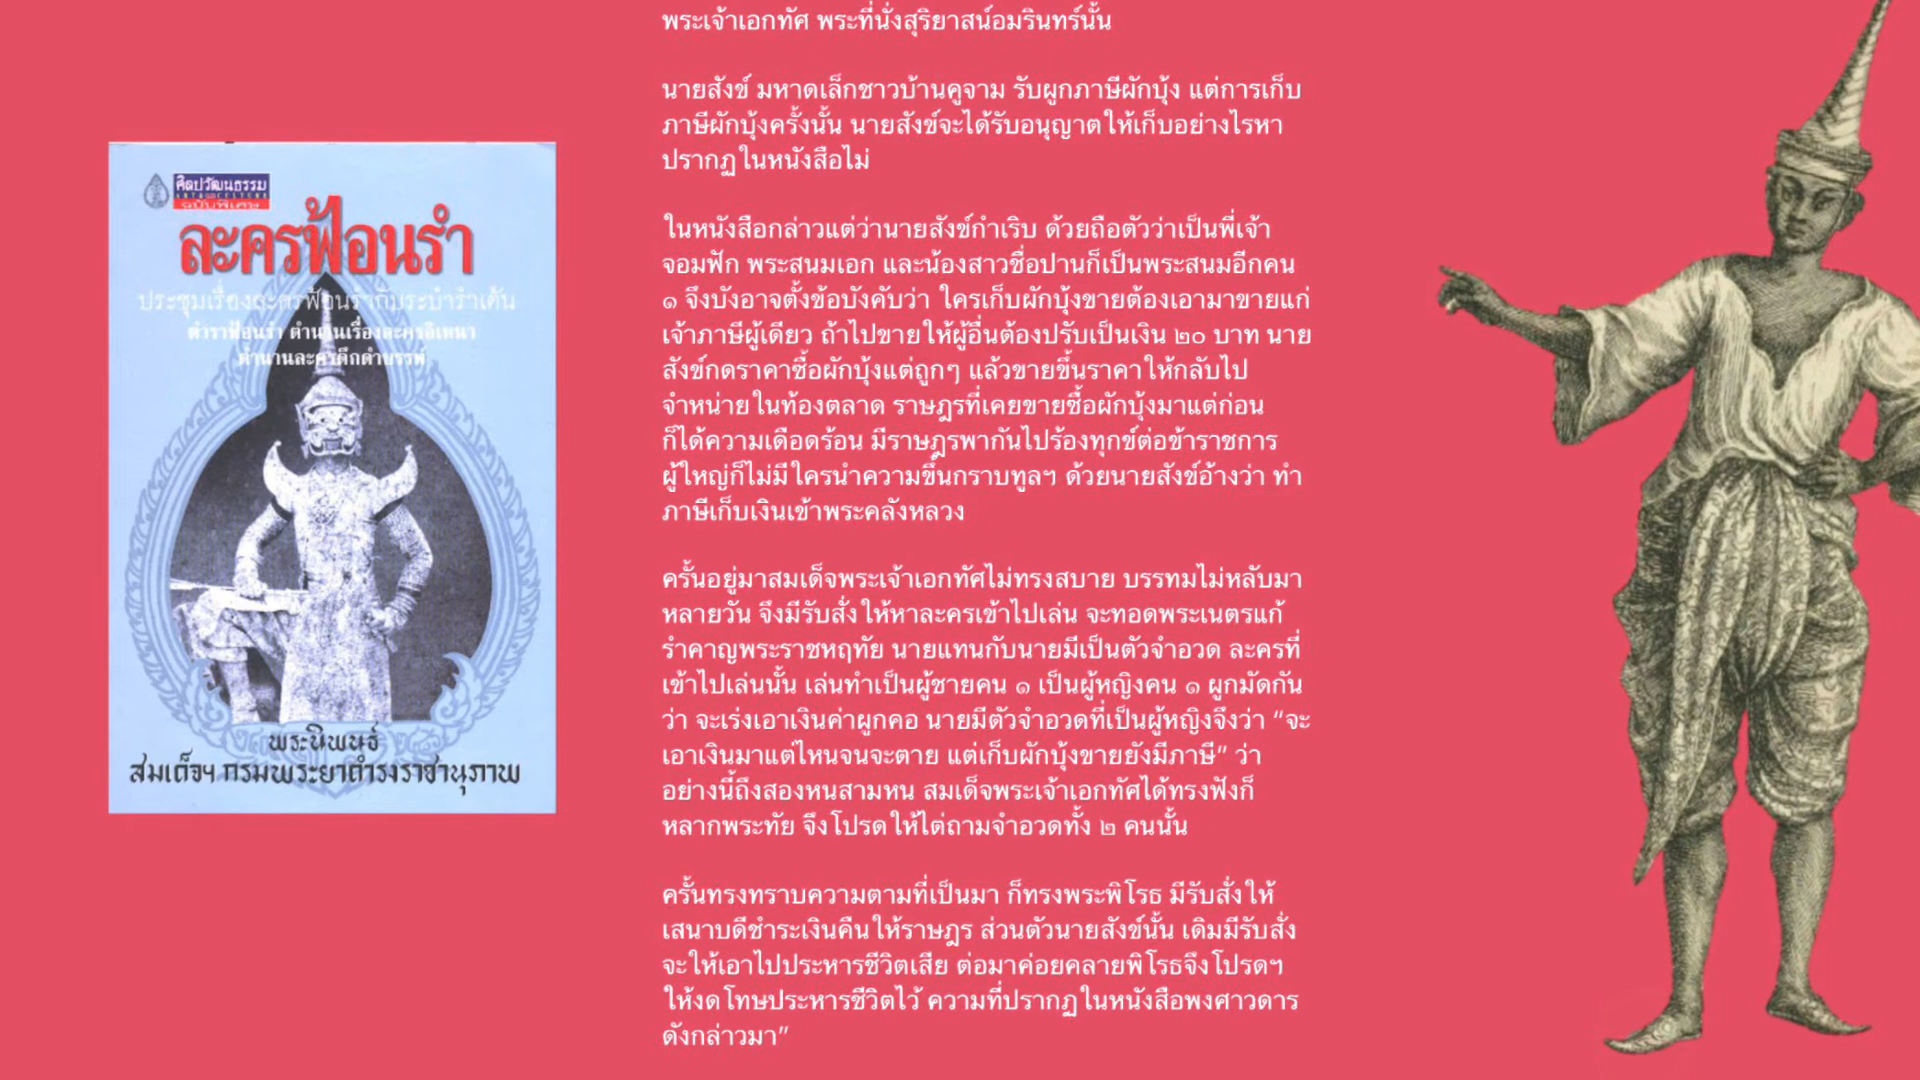 ศิลปวัฒนธรรม
ฉบับพิเศษ
ละครฟ้อนรำ
ประชุมเรื่องละครฟ้อนรำกับระบำรำเต้น
ตำราฟ้อนรำ ตำนานเรื่องละครอิเหนา
ตำนานละครดึกดำบรรพ์
พระนิพนธ์
สมเด็จฯ กรมพระยาดำรงราชานุภาพ
พระเจ้าเอกทัศ พระที่นั่งสุริยาสน์อมรินทร์นั้น
นายสังข์ มหาดเล็กชาวบ้านคูจาม รับผูกภาษีผักบุ้ง แต่การเก็บ
ภาษีผักบุ้งครั้งนั้น นายสังข์จะได้รับอนุญาตให้เก็บอย่างไรหา
ปรากฏในหนังสือไม่
ในหนังสือกล่าวแต่ว่านายสังข์กำเริบ ด้วยถือตัวว่าเป็นพี่เจ้า
จอมฟัก พระสนมเอก และน้องสาวชื่อปานก็เป็นพระสนมอีกคน
๑ จึงบังอาจตั้งข้อบังคับว่า ใครเก็บผักบุ้งขายต้องเอามาขายแก่
เจ้าภาษีผู้เดียว ถ้าไปขายให้ผู้อื่นต้องปรับเป็นเงิน ๒๐ บาท นาย
สังข์กดราคาซื้อผักบุ้งแต่ถูกๆ แล้วขายขึ้นราคาให้กลับไป
จำหน่ายในท้องตลาด ราษฎรที่เคยขายซื้อผักบุ้งมาแต่ก่อน
ก็ได้ความเดือดร้อน มีราษฎรพากันไปร้องทุกข์ต่อข้าราชการ
ผู้ใหญ่ก็ไม่มีใครนำความขึ้นกราบทูลฯ ด้วยนายสังข์อ้างว่า ทำ
ภาษีเก็บเงินเข้าพระคลังหลวง
ครั้นอยู่มาสมเด็จพระเจ้าเอกทัศไม่ทรงสบาย บรรทมไม่หลับมา
หลายวัน จึงมีรับสั่งให้หาละครเข้าไปเล่น จะทอดพระเนตรแก้
รำคาญพระราชหฤทัย นายแทนกับนายมีเป็นตัวจำอวด ละครที่
เข้าไปเล่นนั้น เล่นทำเป็นผู้ชายคน ๑ เป็นผู้หญิงคน ๑ ผูกมัดกัน
ว่า จะเร่งเอาเงินค่าผูกคอ นายมีตัวจำอวดที่เป็นผู้หญิงจึงว่า “จะ
เอาเงินมาแต่ไหนจนจะตาย แต่เก็บผักบุ้งขายยังมีภาษี” ว่า
อย่างนี้ถึงสองหนสามหน สมเด็จพระเจ้าเอกทัศได้ทรงฟังก็
หลากพระทัย จึงโปรดให้ไต่ถามจำอวดทั้ง ๒ คนนั้น
ครั้นทรงทราบความตามที่เป็นมา ก็ทรงพระพิโรธ มีรับสั่งให้
เสนาบดีชำระเงินคืนให้ราษฎร ส่วนตัวนายสังข์นั้น เดิมมีรับสั่ง
จะให้เอาไปประหารชีวิตเสีย ต่อมาค่อยคลายพิโรธจึงโปรดฯ
ให้งดโทษประหารชีวิตไว้ ความที่ปรากฏในหนังสือพงศาวดาร
ดังกล่าวมา”